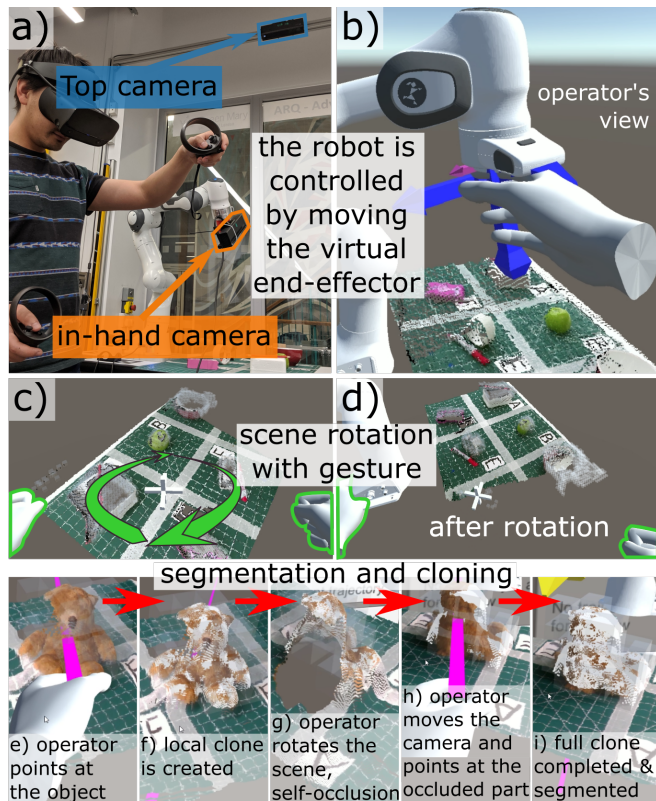 a)
Top camera
in-hand camera
b)
operator's
view
the robot is
controlled
by moving
the virtual
end-effector
c)
d)
scene rotation
with gesture
after rotation
segmentation and cloning
e) operator
points at
the object
f) local clone
is created
g) operator
rotates the
scene,
self-occlusion
h) operator
moves the
camera and
points at the
occluded part
i) full clone
completed &
segmented